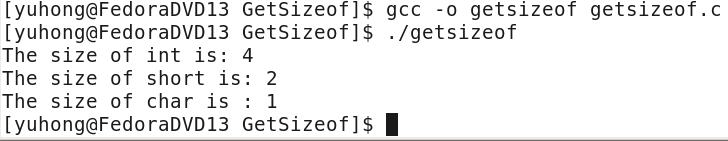 [yuhong@FedoraDVD13 GetSizeof]$ gcc -o getsizeof getsizeof.c
[yuhong@FedoraDVD13 GetSizeof]$ ./getsizeof
The size of int is: 4
The size of short is: 2
The size of char is : 1
[yuhong@FedoraDVD13 GetSizeof]$